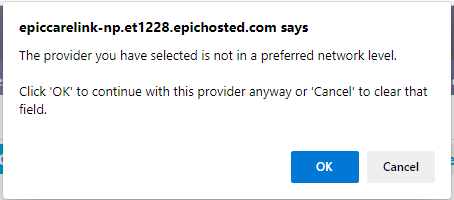 epiccarelink-np.et1228.epichosted.com says
The provider you have selected is not in a preferred network level.
Click 'OK' to continue with this provider anyway or 'Cancel' to clear that
field.
OK
Cancel